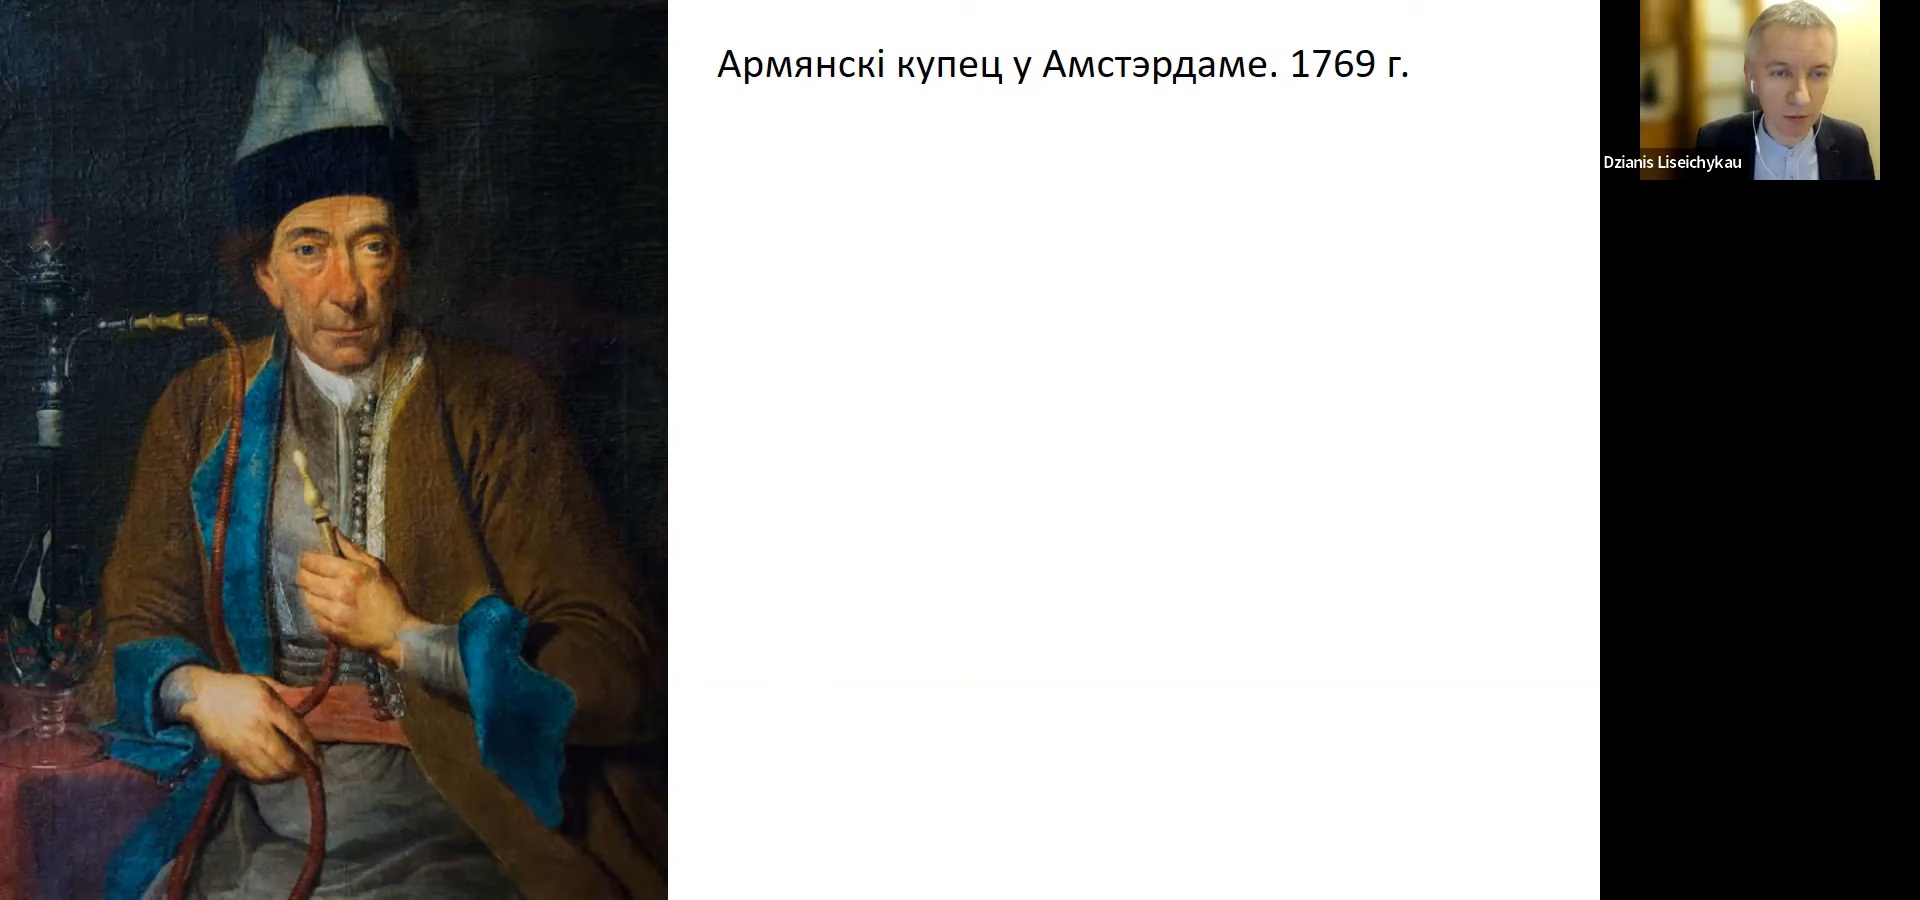 Армянскі купец у Амстэрдаме. 1769 г.
Dzianis Liseichykau